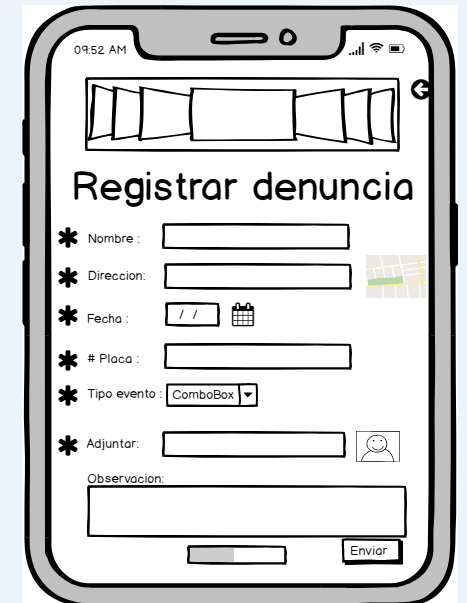 09:52 AM
Registrar denuncia
* Nombre :
* Direccion:
* Fecha : / /
* # Placa :
* Tipo evento : ComboBox
* Adjuntar:
Observacion:
Enviar